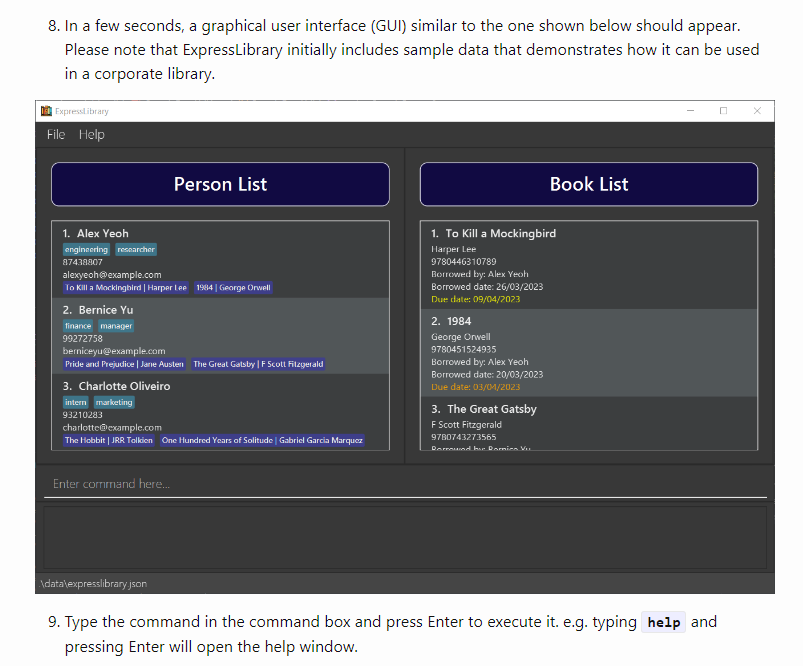 8. In a few seconds, a graphical user interface (GUI) similar to the one shown below should appear.
Please note that ExpressLibrary initially includes sample data that demonstrates how it can be used
in a corporate library.
ExpressLibrary
File Help
Person List
1. Alex Yeoh
engineering researcher
87438807
alexyeoh@example.com
To Kill a Mockingbird | Harper Lee 1984 | George Orwell
2. Bernice Yu
finance manager
99272758
berniceyu@example.com
Pride and Prejudice | Jane Austen The Great Gatsby | F Scott Fitzgerald
3. Charlotte Oliveiro
intern marketing
93210283
charlotte@example.com
The Hobbit | JRR Tolkien One Hundred Years of Solitude | Gabriel Garcia Marquez
Book List
1. To Kill a Mockingbird
Harper Lee
9780446310789
Borrowed by: Alex Yeoh
Borrowed date: 26/03/2023
Due date: 09/04/2023
2. 1984
George Orwell
9780451524935
Borrowed by: Alex Yeoh
Borrowed date: 20/03/2023
Due date: 03/04/2023
3. The Great Gatsby
F Scott Fitzgerald
9780743273565
Borrowed by: Bernice Yu
Enter command here...
\data\expresslibrary.json
9. Type the command in the command box and press Enter to execute it. e.g. typing help and
pressing Enter will open the help window.